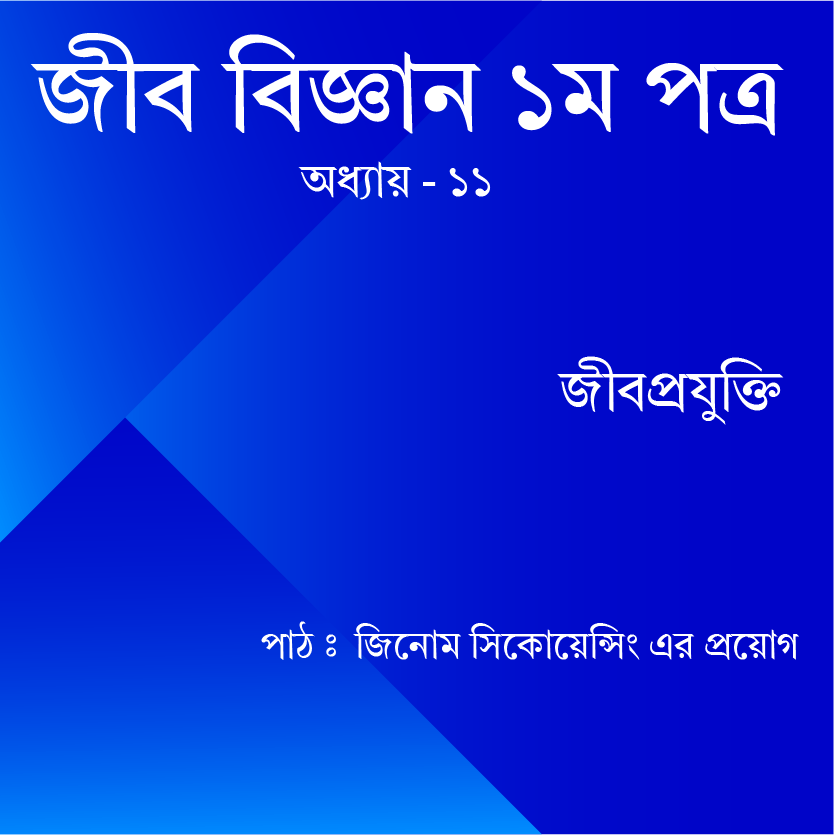 জীব বিজ্ঞান ১ম পত্র
অধ্যায় - ১১
জীবপ্রযুক্তি
পাঠ ঃ জিনোম সিকোয়েন্সিং এর প্রয়োগ